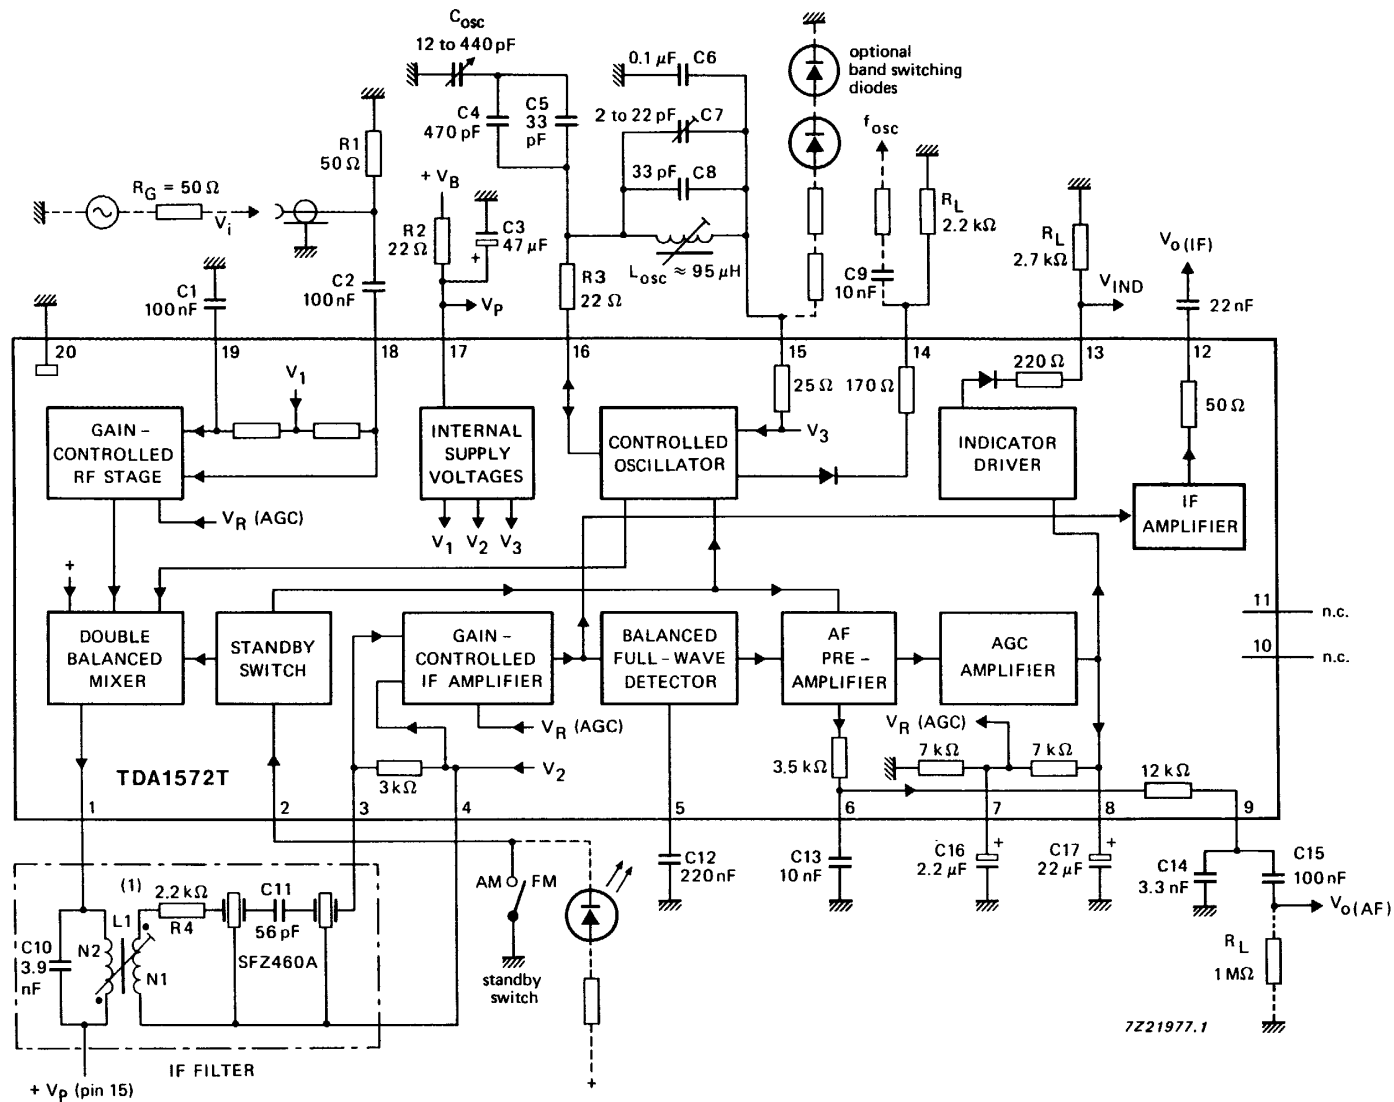 C_osc
12 to 440 pF
C4
470 pF
C5
33
pF
0.1 µF C6
2 to 22 pF C7
33 pF C8
optional
band switching
diodes
f_osc
R1
50 Ω
R_G = 50 Ω
V_i
+ V_B
R2
22 Ω
C3
47 µF
V_P
R3
22 Ω
L_osc ≈ 95 µH
C9
10 nF
R_L
2.2 kΩ
R_L
2.7 kΩ
V_IND
V_o (IF)
22 nF
C1
100 nF
C2
100 nF
20
19
18
17
16
15
14
13
12
V_1
25 Ω
170 Ω
220 Ω
50 Ω
V_3
GAIN –
CONTROLLED
RF STAGE
V_R (AGC)
INTERNAL
SUPPLY
VOLTAGES
V_1 V_2 V_3
CONTROLLED
OSCILLATOR
INDICATOR
DRIVER
IF
AMPLIFIER
+
DOUBLE
BALANCED
MIXER
STANDBY
SWITCH
GAIN –
CONTROLLED
IF AMPLIFIER
V_R (AGC)
BALANCED
FULL – WAVE
DETECTOR
AF
PRE –
AMPLIFIER
AGC
AMPLIFIER
11 n.c.
10 n.c.
V_R (AGC)
7 kΩ
7 kΩ
3.5 kΩ
12 kΩ
3 kΩ
V_2
TDA1572T
1
2
3
4
5
6
7
8
9
(1)
L1
2.2 kΩ
R4
C11
56 pF
SFZ460A
C10
3.9
nF
N2
N1
IF FILTER
+ V_P (pin 15)
AM
FM
standby
switch
+
C12
220 nF
C13
10 nF
C16
2.2 µF
+
C17
22 µF
+
C14
3.3 nF
C15
100 nF
V_o (AF)
R_L
1 MΩ
+
7Z21977.1